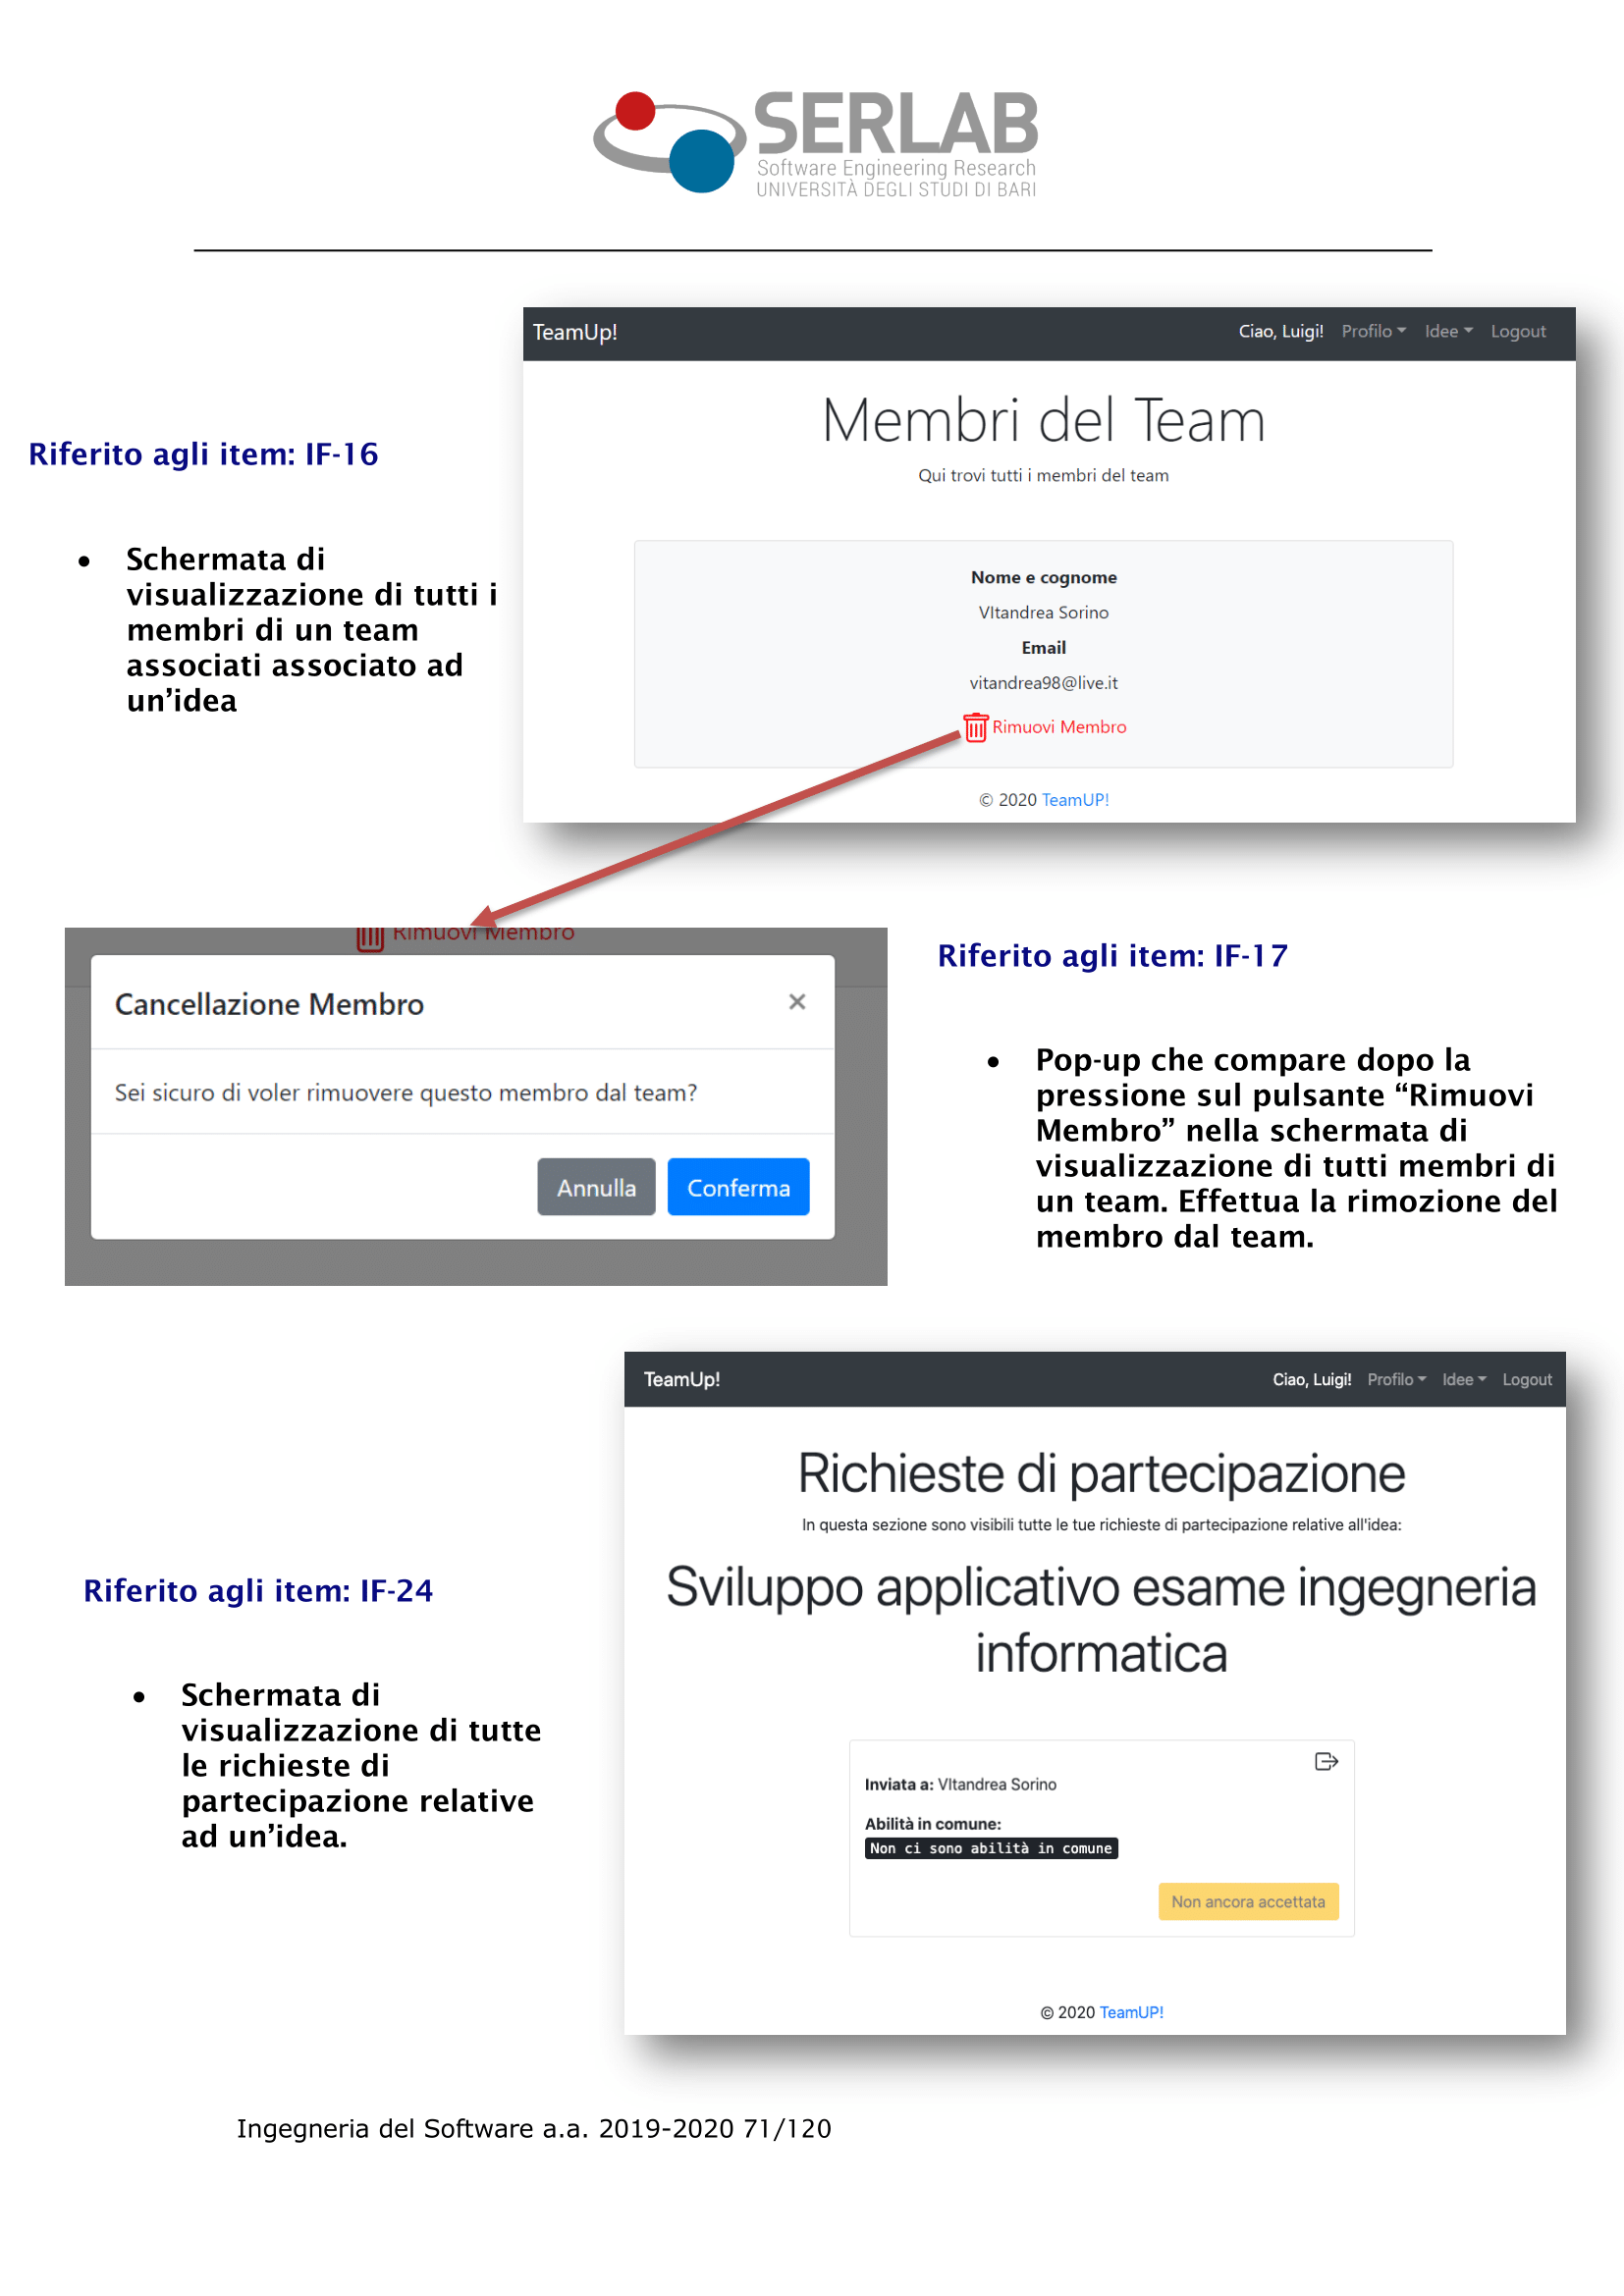 SERLAB
Software Engineering Research
UNIVERSITÀ DEGLI STUDI DI BARI
TeamUp!
Ciao, Luigi! Profilo Idee Logout
Membri del Team
Qui trovi tutti i membri del team
Riferito agli item: IF-16
● Schermata di
visualizzazione di tutti i
membri di un team
associati associato ad
un’idea
Nome e cognome
VItandrea Sorino
Email
vitandrea98@live.it
Rimuovi Membro
© 2020 TeamUP!
Rimuovi Membro
Cancellazione Membro ×
Sei sicuro di voler rimuovere questo membro dal team?
Annulla Conferma
Riferito agli item: IF-17
● Pop-up che compare dopo la
pressione sul pulsante “Rimuovi
Membro” nella schermata di
visualizzazione di tutti membri di
un team. Effettua la rimozione del
membro dal team.
TeamUp!
Ciao, Luigi! Profilo Idee Logout
Richieste di partecipazione
In questa sezione sono visibili tutte le tue richieste di partecipazione relative all'idea:
Sviluppo applicativo esame ingegneria
informatica
Riferito agli item: IF-24
● Schermata di
visualizzazione di tutte
le richieste di
partecipazione relative
ad un’idea.
Inviata a: VItandrea Sorino
Abilità in comune:
Non ci sono abilità in comune
Non ancora accettata
© 2020 TeamUP!
Ingegneria del Software a.a. 2019-2020 71/120